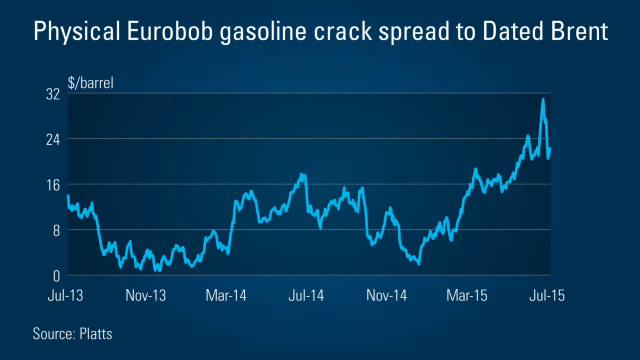 Physical Eurobob gasoline crack spread to Dated Brent
$/barrel
32
24
16
8
0
Jul-13 Nov-13 Mar-14 Jul-14 Nov-14 Mar-15 Jul-15
Source: Platts